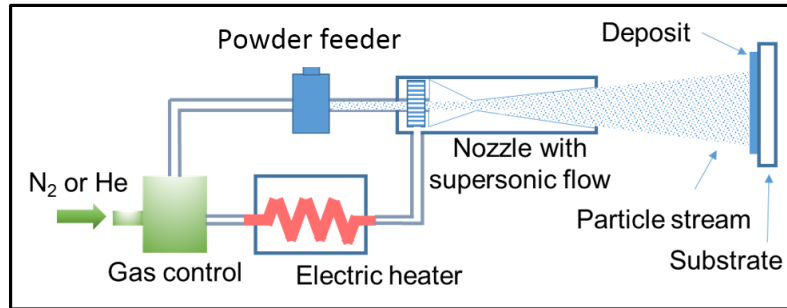 Powder feeder
Deposit
N₂ or He
Nozzle with
supersonic flow
Particle stream
Substrate
Gas control
Electric heater